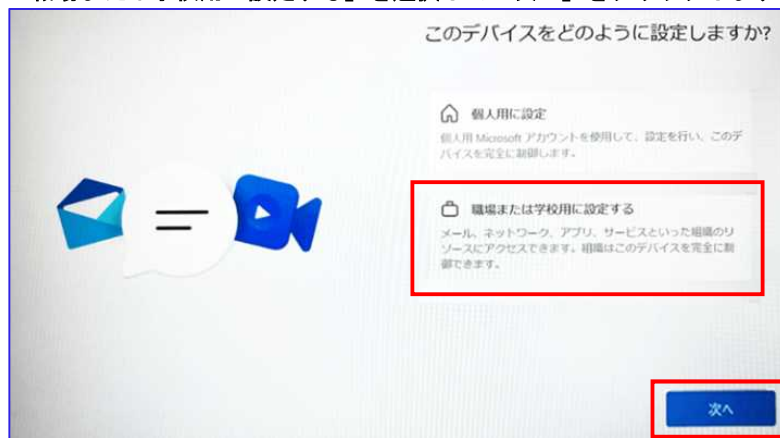 このデバイスをどのように設定しますか?
個人用に設定
個人用 Microsoft アカウントを使用して、設定を行い、このデ
バイスを完全に制御します。
職場または学校用に設定する
メール、ネットワーク、アプリ、サービスといった組織のリ
ソースにアクセスできます。組織はこのデバイスを完全に制
御できます。
次へ